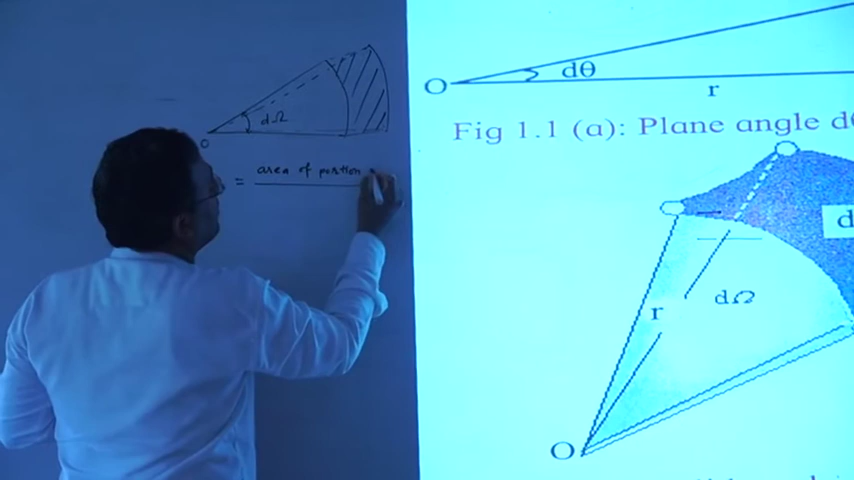 dΩ
O
= area of portion
O
dθ
r
Fig 1.1 (a): Plane angle
r
dΩ
O